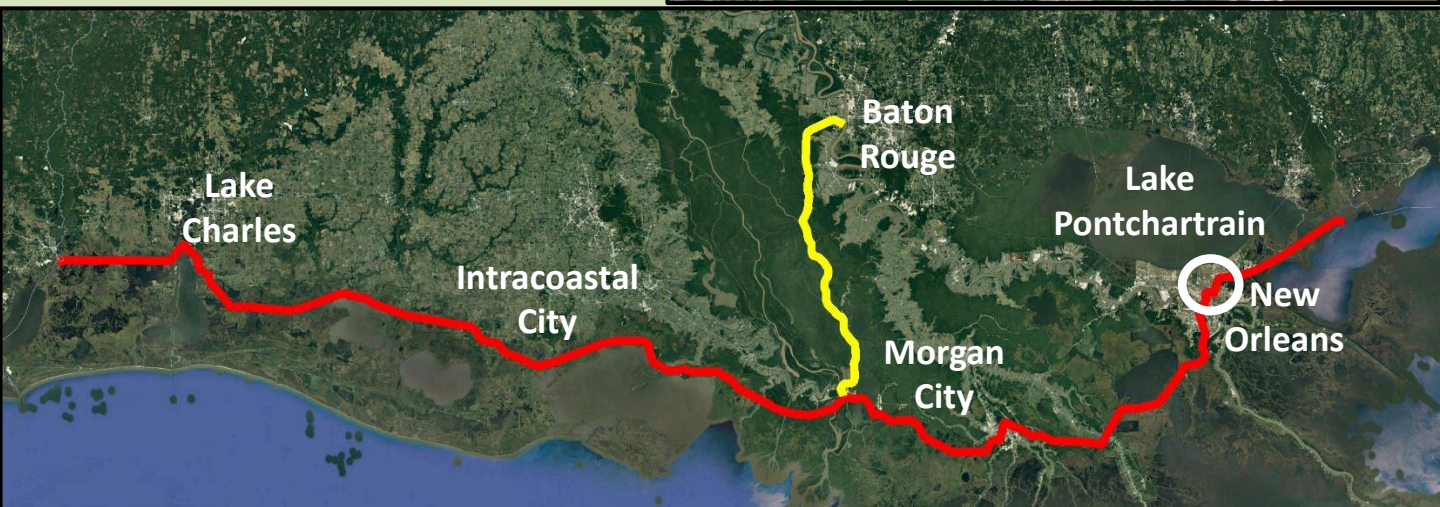 Baton
Rouge
Lake
Charles
Lake
Pontchartrain
Intracoastal
City
New
Orleans
Morgan
City